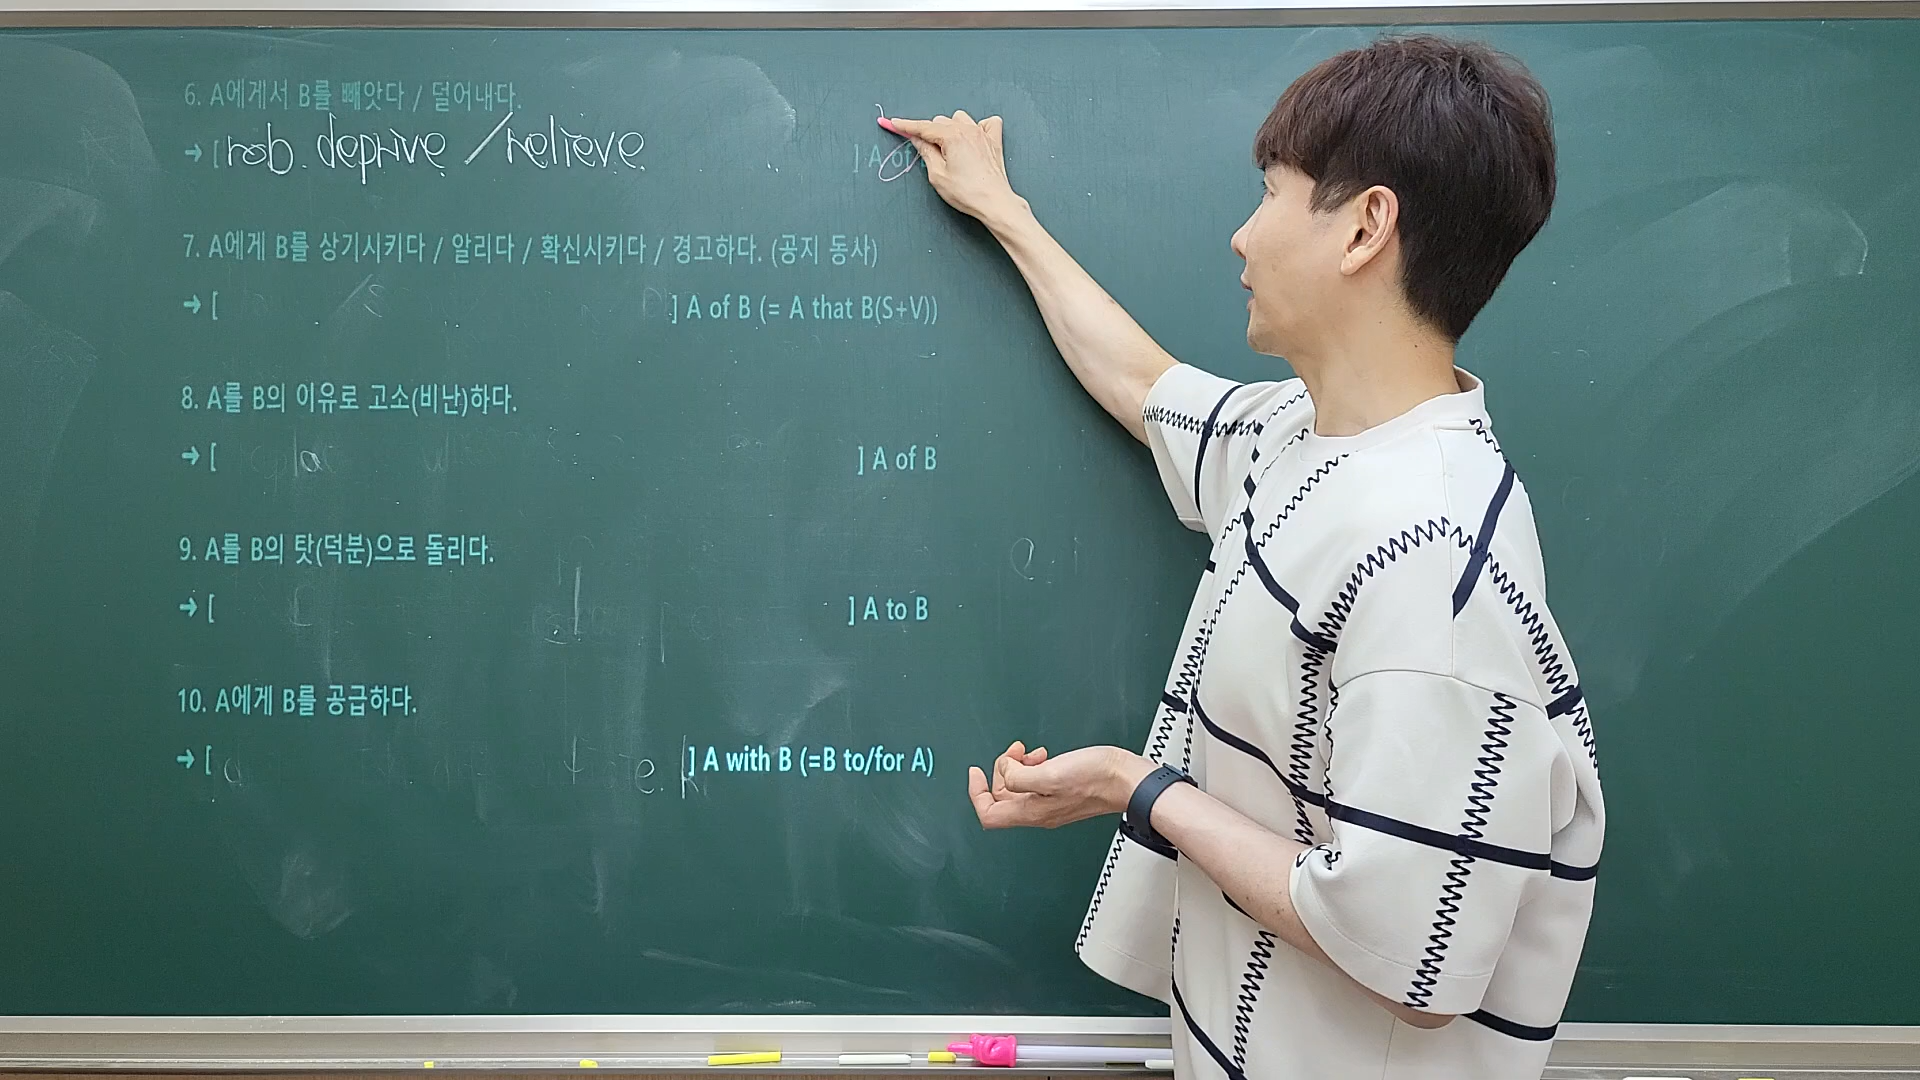 6. A에게서 B를 빼앗다 / 덜어내다.
→ [ rob. deprive / relieve ] A of
7. A에게 B를 상기시키다 / 알리다 / 확신시키다 / 경고하다. (공지 동사)
→ [ ] A of B (= A that B(S+V))
8. A를 B의 이유로 고소(비난)하다.
→ [ ] A of B
9. A를 B의 탓(덕분)으로 돌리다.
→ [ ] A to B
10. A에게 B를 공급하다.
→ [ ] A with B (=B to/for A)